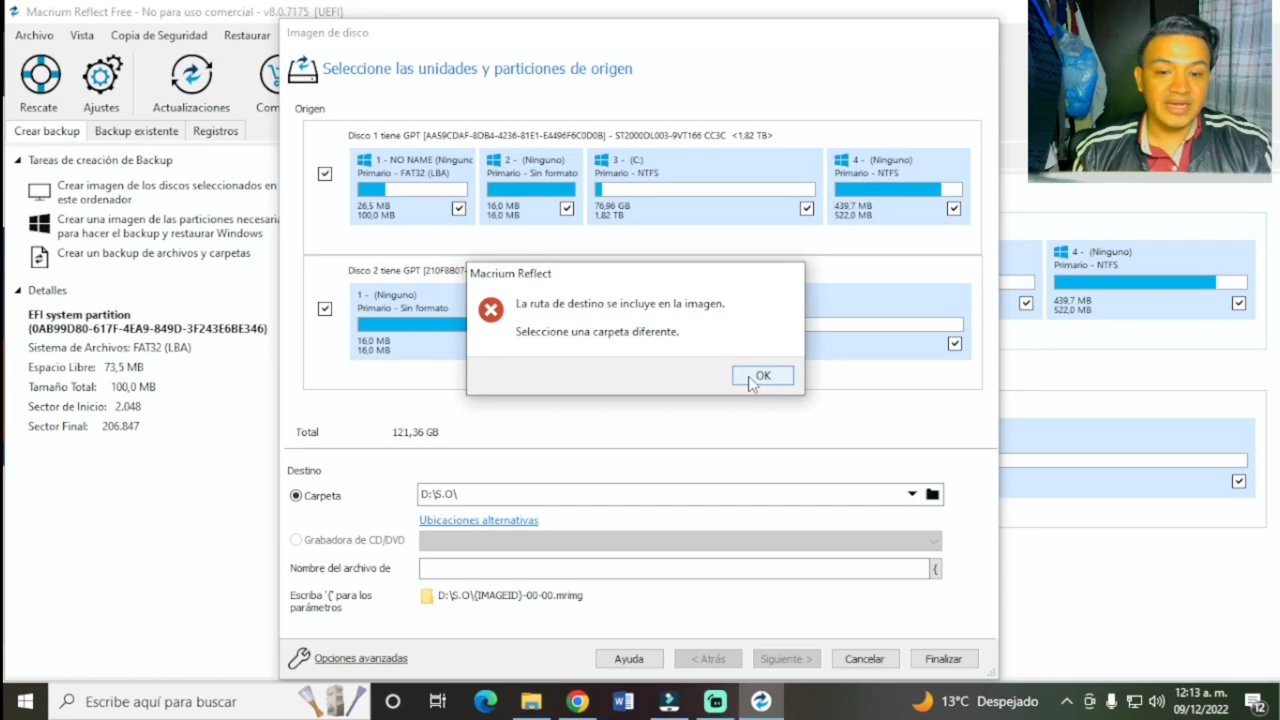 Macrium Reflect Free - No para uso comercial - v8.0.7175 [UEFI]
Archivo Vista Copia de Seguridad Restaurar
Rescate Ajustes Actualizaciones Com
Crear backup Backup existente Registros
Tareas de creación de Backup
Crear imagen de los discos seleccionados en
este ordenador
Crear una imagen de las particiones necesaria
para hacer el backup y restaurar Windows
Crear un backup de archivos y carpetas
Detalles
EFI system partition
{0AB99D80-617F-4EA9-849D-3F243E6BE346}
Sistema de Archivos: FAT32 (LBA)
Espacio Libre: 73,5 MB
Tamaño Total: 100,0 MB
Sector de Inicio: 2.048
Sector Final: 206.847
Imagen de disco
Seleccione las unidades y particiones de origen
Origen
Disco 1 tiene GPT [AA59CDAF-8DB4-4236-81E1-E4496F6C0D0B] - ST2000DL003-9VT166 CC3C <1,82 TB>
1 - NO NAME (Ninguno
Primario - FAT32 (LBA)
26,5 MB
100,0 MB
2 - (Ninguno)
Primario - Sin formato
16,0 MB
16,0 MB
3 - (C:)
Primario - NTFS
76,96 GB
1,82 TB
4 - (Ninguno)
Primario - NTFS
439,7 MB
522,0 MB
Disco 2 tiene GPT [210F8B07-
1 - (Ninguno)
Primario - Sin formato
16,0 MB
16,0 MB
Macrium Reflect
La ruta de destino se incluye en la imagen.
Seleccione una carpeta diferente.
OK
4 - (Ninguno)
Primario - NTFS
439,7 MB
522,0 MB
Total 121,36 GB
Destino
Carpeta D:\S.O\
Ubicaciones alternativas
Grabadora de CD/DVD
Nombre del archivo de {
Escriba '{' para los
parámetros
D:\S.O\{IMAGEID}-00-00.mrimg
Opciones avanzadas Ayuda < Atrás Siguiente > Cancelar Finalizar
Escribe aquí para buscar
13°C Despejado
12:13 a. m.
09/12/2022
12